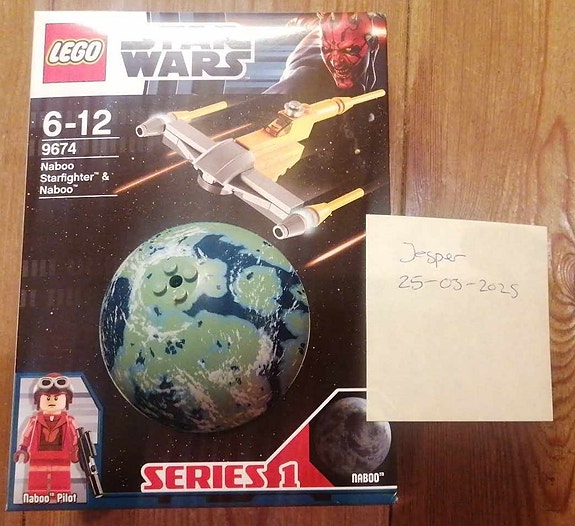 LEGO
STAR
WARS
6-12
9674
Naboo
Starfighter™ &
Naboo™
Jesper
25-03-2025
SERIES 1
NABOO™
Naboo™ Pilot